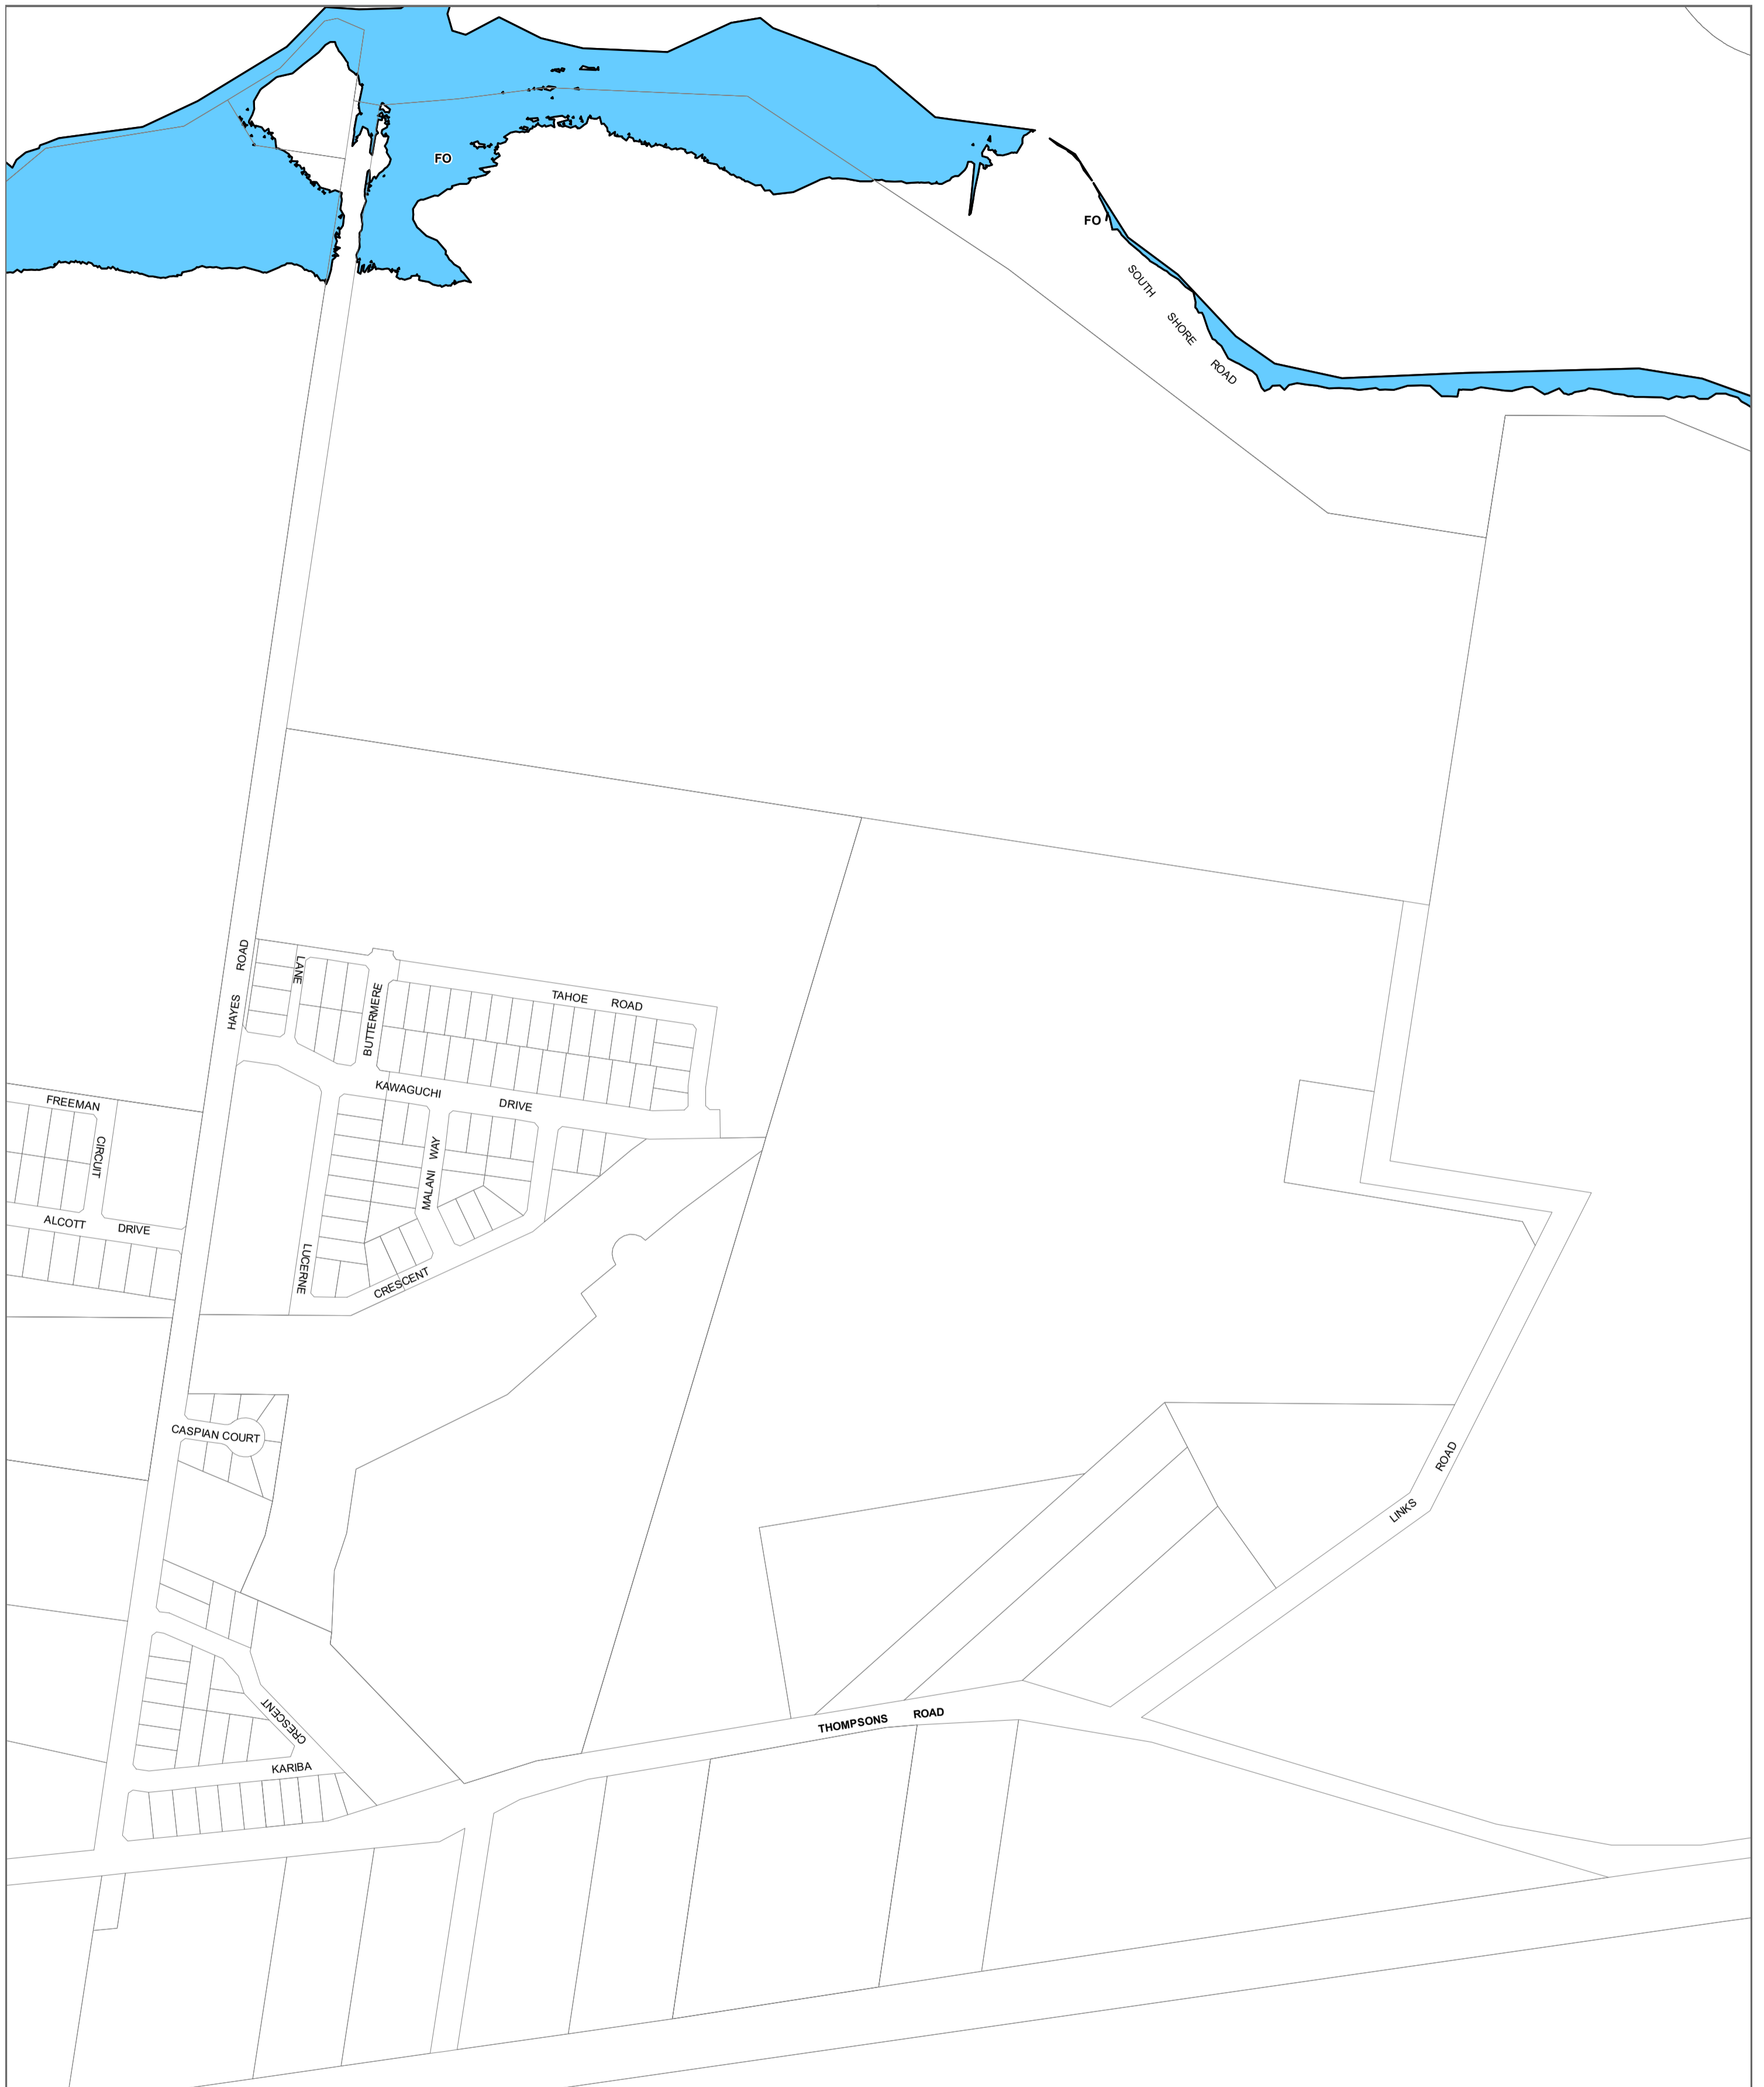 FO
FO
SOUTH SHORE ROAD
HAYES ROAD
LANE
BUTTERMERE
TAHOE ROAD
KAWAGUCHI DRIVE
FREEMAN
CIRCUIT
MALANI WAY
ALCOTT DRIVE
LUCERNE
CRESCENT
CASPIAN COURT
LINKS ROAD
CRESCENT
THOMPSONS ROAD
KARIBA